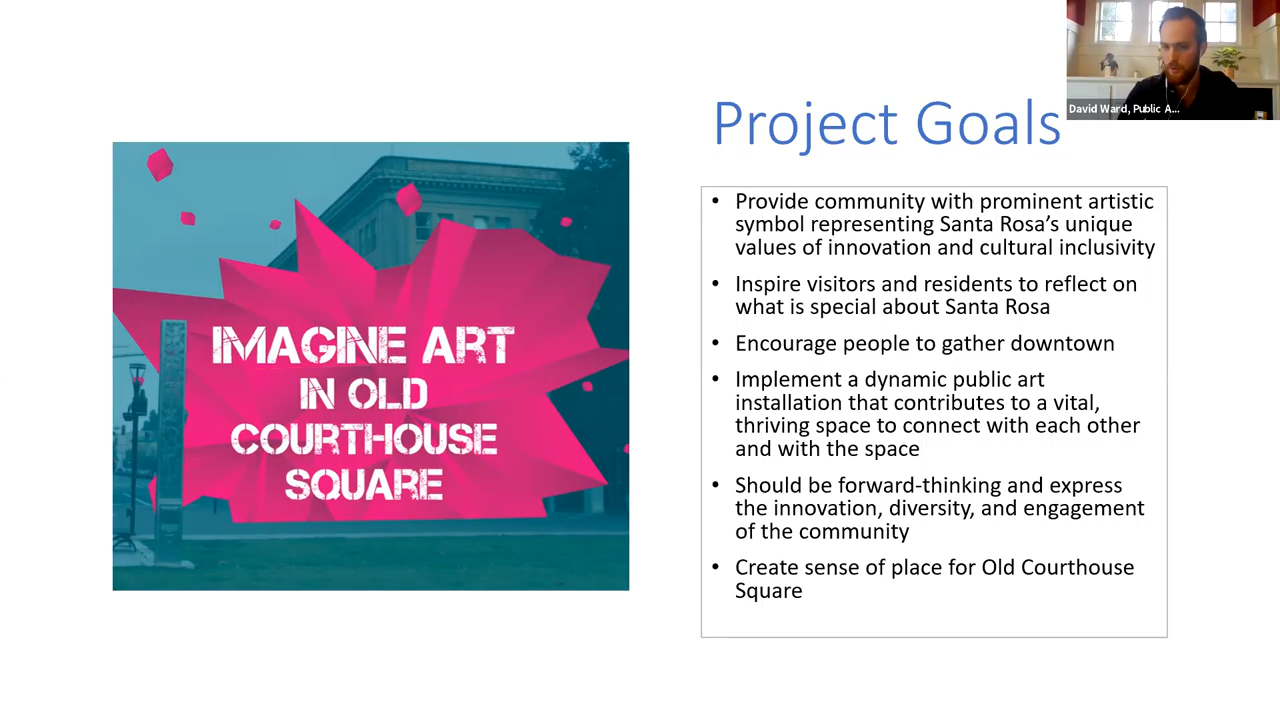 David Ward, Public A...
Project Goals
IMAGINE ART
IN OLD
COURTHOUSE
SQUARE
• Provide community with prominent artistic
symbol representing Santa Rosa’s unique
values of innovation and cultural inclusivity
• Inspire visitors and residents to reflect on
what is special about Santa Rosa
• Encourage people to gather downtown
• Implement a dynamic public art
installation that contributes to a vital,
thriving space to connect with each other
and with the space
• Should be forward-thinking and express
the innovation, diversity, and engagement
of the community
• Create sense of place for Old Courthouse
Square